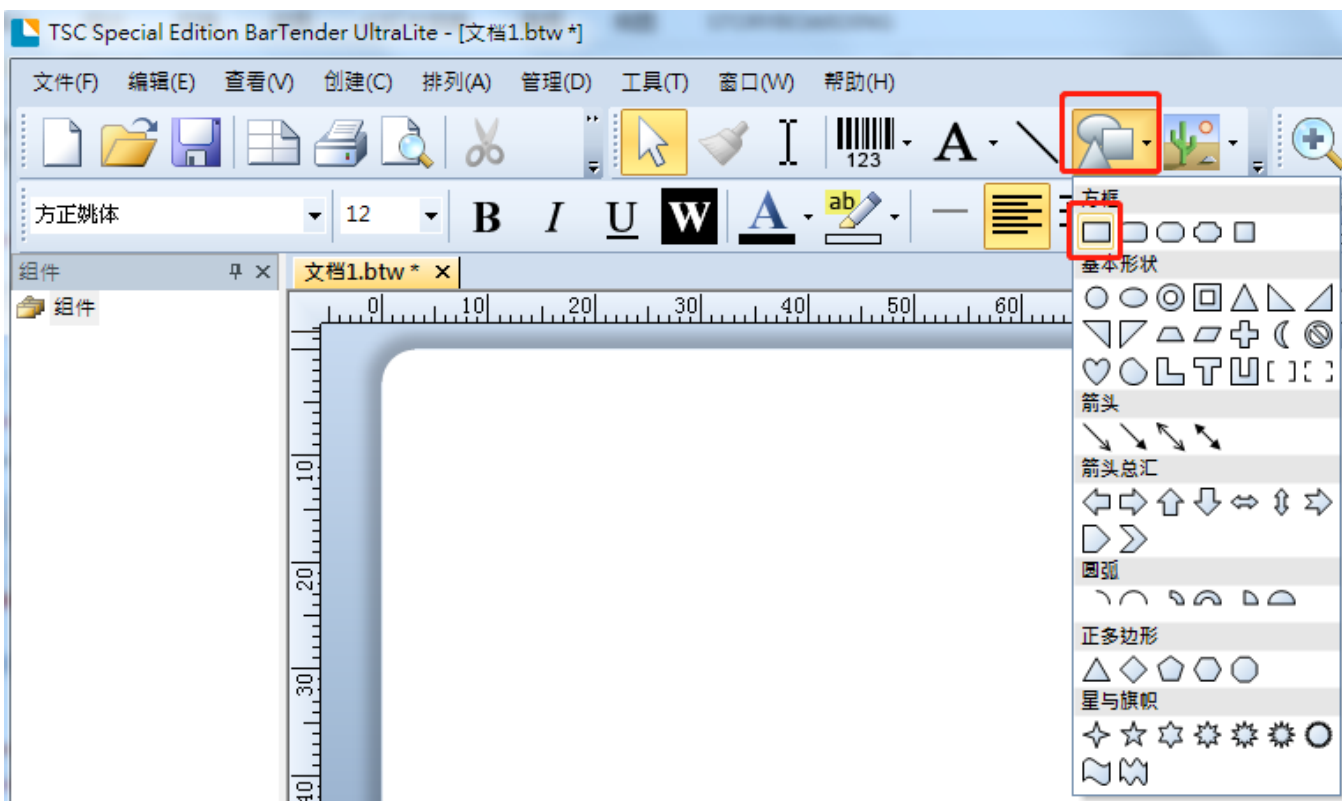 TSC Special Edition BarTender UltraLite - [文档1.btw *]
文件(F) 编辑(E) 查看(V) 创建(C) 排列(A) 管理(D) 工具(T) 窗口(W) 帮助(H)
123 A
方正姚体 12 B I U W A ab
方框
组件 文档1.btw *
基本形状
组件
0 10 20 30 40 50 60
箭头
10
箭头总汇
20
圆弧
正多边形
30
星与旗帜
40